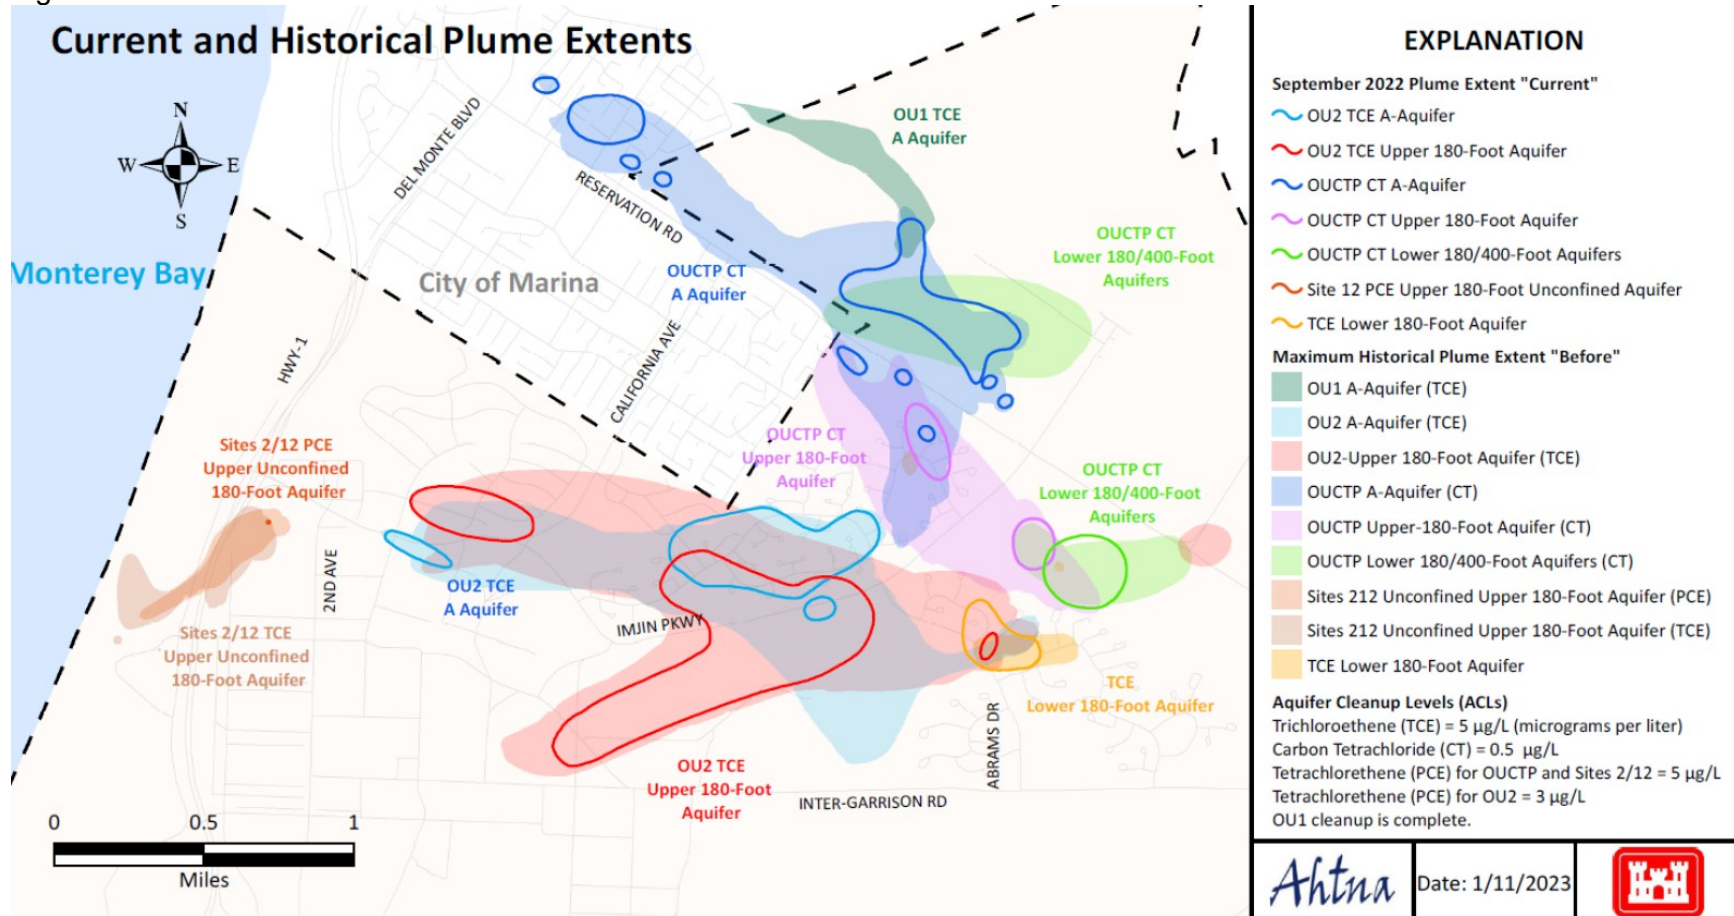 Current and Historical Plume Extents
N
W
E
S
Monterey Bay
City of Marina
DEL MONTE BLVD
RESERVATION RD
CALIFORNIA AVE
HWY-1
2ND AVE
IMJIN PKWY
ABRAMS DR
INTER-GARRISON RD
OU1 TCE
A Aquifer
OUCTP CT
Lower 180/400-Foot
Aquifers
OUCTP CT
A Aquifer
OUCTP CT
Upper 180-Foot
Aquifer
OUCTP CT
Lower 180/400-Foot
Aquifers
Sites 2/12 PCE
Upper Unconfined
180-Foot Aquifer
OU2 TCE
A Aquifer
Sites 2/12 TCE
Upper Unconfined
180-Foot Aquifer
TCE
Lower 180-Foot Aquifer
OU2 TCE
Upper 180-Foot
Aquifer
0 0.5 1
Miles
EXPLANATION
September 2022 Plume Extent "Current"
OU2 TCE A-Aquifer
OU2 TCE Upper 180-Foot Aquifer
OUCTP CT A-Aquifer
OUCTP CT Upper 180-Foot Aquifer
OUCTP CT Lower 180/400-Foot Aquifers
Site 12 PCE Upper 180-Foot Unconfined Aquifer
TCE Lower 180-Foot Aquifer
Maximum Historical Plume Extent "Before"
OU1 A-Aquifer (TCE)
OU2 A-Aquifer (TCE)
OU2-Upper 180-Foot Aquifer (TCE)
OUCTP A-Aquifer (CT)
OUCTP Upper-180-Foot Aquifer (CT)
OUCTP Lower 180/400-Foot Aquifers (CT)
Sites 212 Unconfined Upper 180-Foot Aquifer (PCE)
Sites 212 Unconfined Upper 180-Foot Aquifer (TCE)
TCE Lower 180-Foot Aquifer
Aquifer Cleanup Levels (ACLs)
Trichloroethene (TCE) = 5 µg/L (micrograms per liter)
Carbon Tetrachloride (CT) = 0.5 µg/L
Tetrachlorethene (PCE) for OUCTP and Sites 2/12 = 5 µg/L
Tetrachlorethene (PCE) for OU2 = 3 µg/L
OU1 cleanup is complete.
Ahtna
Date: 1/11/2023